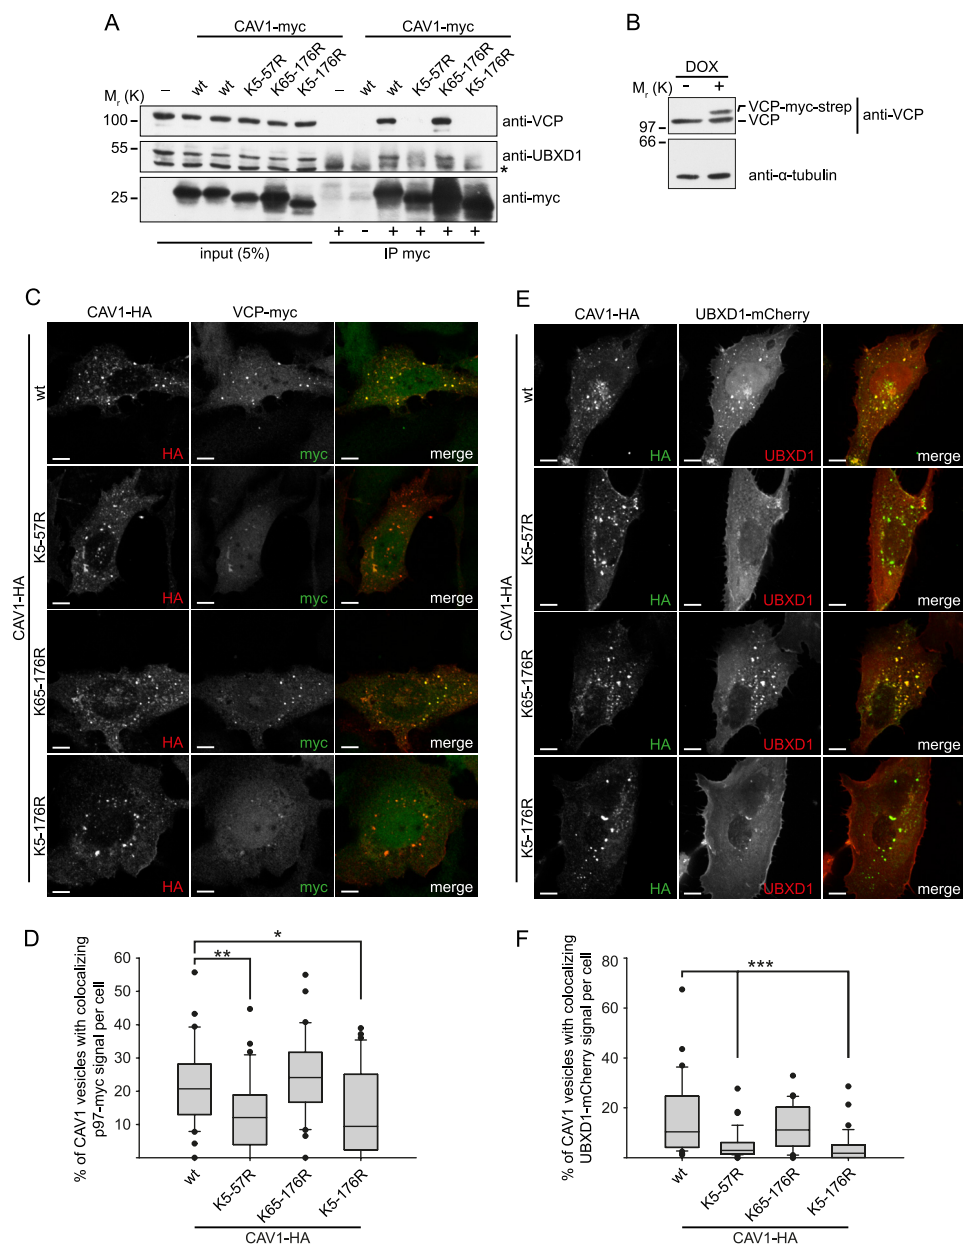 A
CAV1-myc
CAV1-myc
Mr (K)
– wt wt K5-57R K65-176R K5-176R – wt wt K5-57R K65-176R K5-176R
100
anti-VCP
55
anti-UBXD1
*
25
anti-myc
+ - + + + +
input (5%)
IP myc
B
DOX
Mr (K) - +
VCP-myc-strep
VCP
anti-VCP
97
66
anti-α-tubulin
C
CAV1-HA VCP-myc
CAV1-HA
wt
HA myc merge
K5-57R
HA myc merge
K65-176R
HA myc merge
K5-176R
HA myc merge
E
CAV1-HA UBXD1-mCherry
CAV1-HA
wt
HA UBXD1 merge
K5-57R
HA UBXD1 merge
K65-176R
HA UBXD1 merge
K5-176R
HA UBXD1 merge
D
% of CAV1 vesicles with colocalizing
p97-myc signal per cell
60
50
40
30
20
10
*
**
wt K5-57R K65-176R K5-176R
CAV1-HA
F
% of CAV1 vesicles with colocalizing
UBXD1-mCherry signal per cell
80
60
40
20
***
wt K5-57R K65-176R K5-176R
CAV1-HA